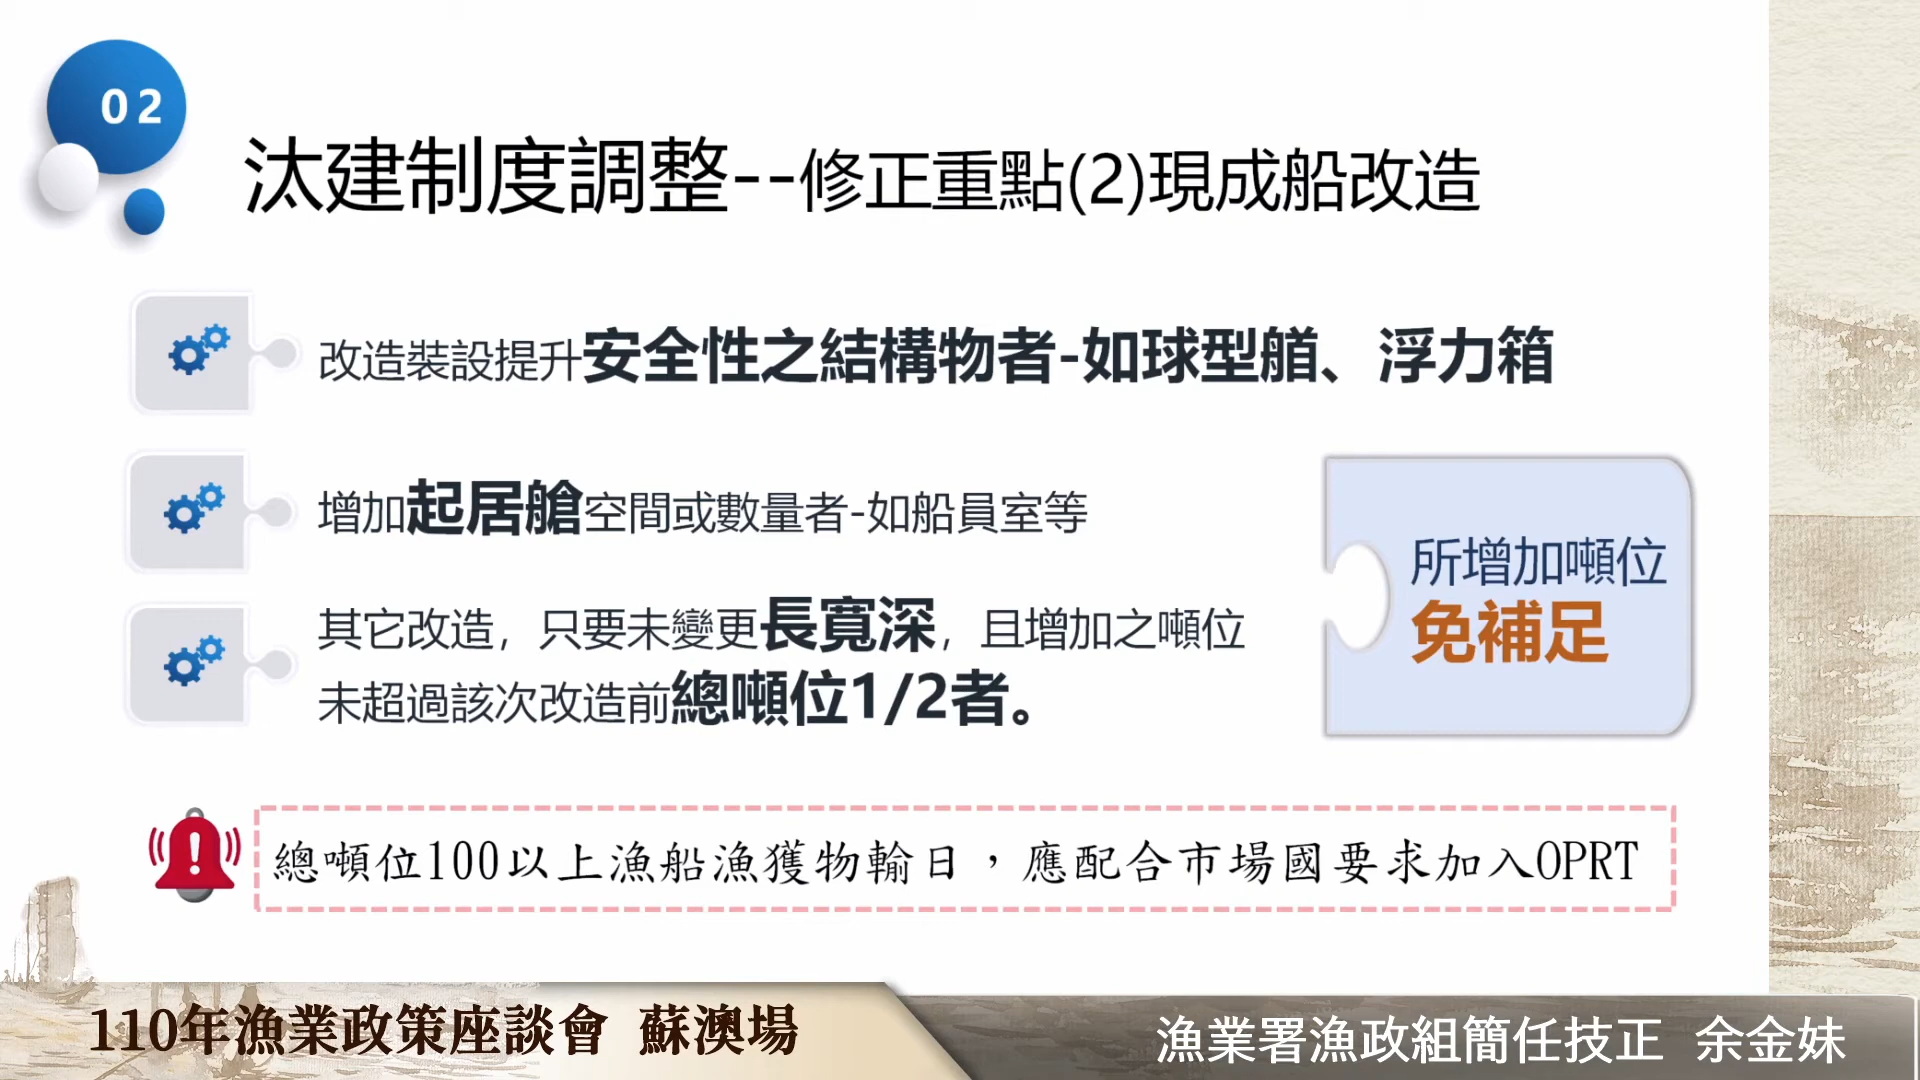 02
汰建制度調整--修正重點(2)現成船改造
改造裝設提升安全性之結構物者-如球型艏、浮力箱
增加起居艙空間或數量者-如船員室等
其它改造，只要未變更長寬深，且增加之噸位
未超過該次改造前總噸位1/2者。
所增加噸位
免補足
總噸位100以上漁船漁獲物輸日，應配合市場國要求加入OPRT
110年漁業政策座談會 蘇澳場
漁業署漁政組簡任技正 余金妹